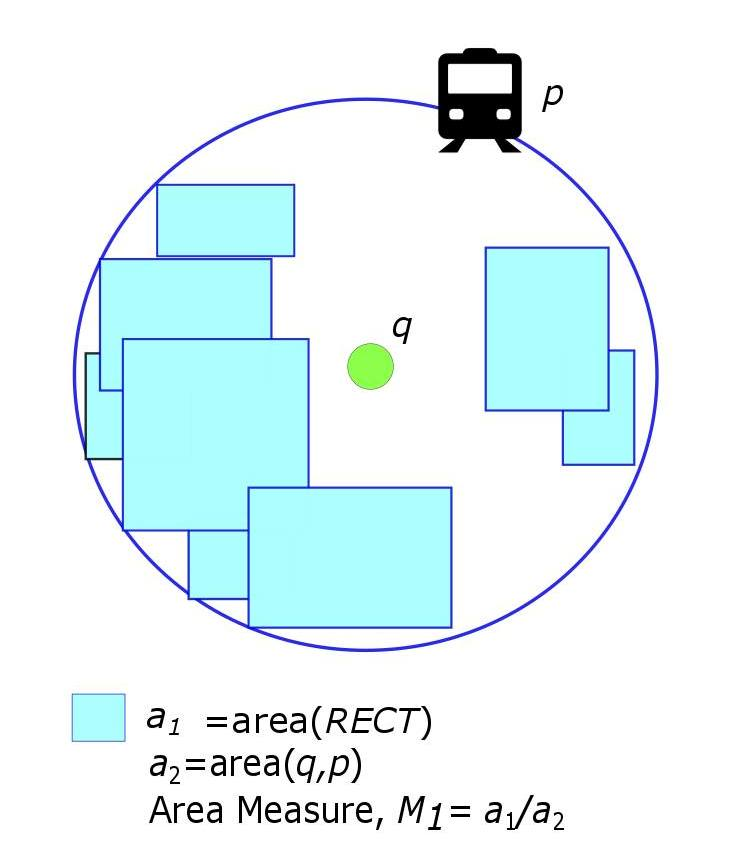 p
q
a₁ =area(RECT)
a₂=area(q,p)
Area Measure, M₁= a₁/a₂